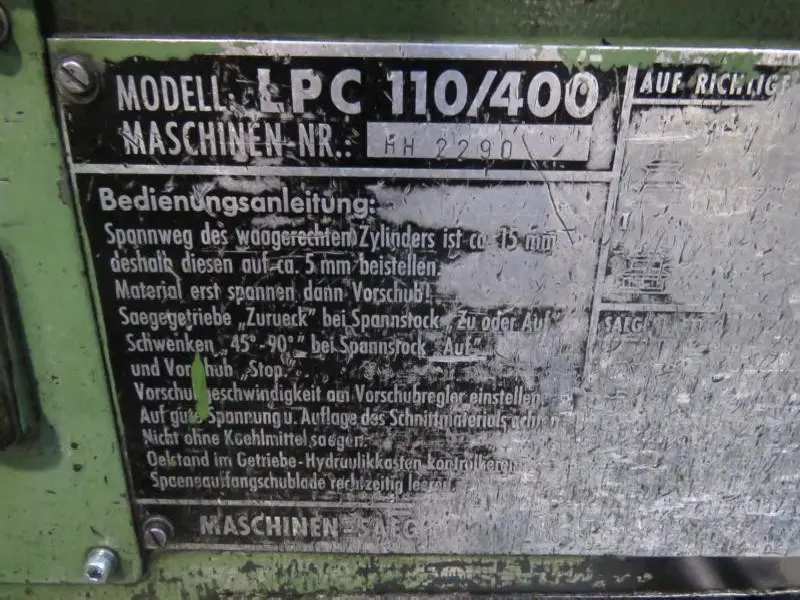 MODELL: LPC 110/400
MASCHINEN-NR.: HH 2290
AUF RICHTIGE
Bedienungsanleitung:
Spannweg des waagerechten Zylinders ist ca. 15 mm
deshalb diesen auf ca. 5 mm beistellen.
Material erst spannen dann Vorschub!
Saegegetriebe „Zurueck" bei Spannstock „Zu oder Auf"
Schwenken „45°-90°" bei Spannstock „Auf"
und Vorschub „Stop."
Vorschubgeschwindigkeit am Vorschubregler einstellen
Auf gute Spannung u. Auflage des Schnittmaterials achten
Nicht ohne Kuehlmittel saegen.
Oelstand im Getriebe-Hydraulikkasten kontrollieren
Spaeneauffangschublade rechtzeitig leeren.
MASCHINEN-SAEG
SAEG